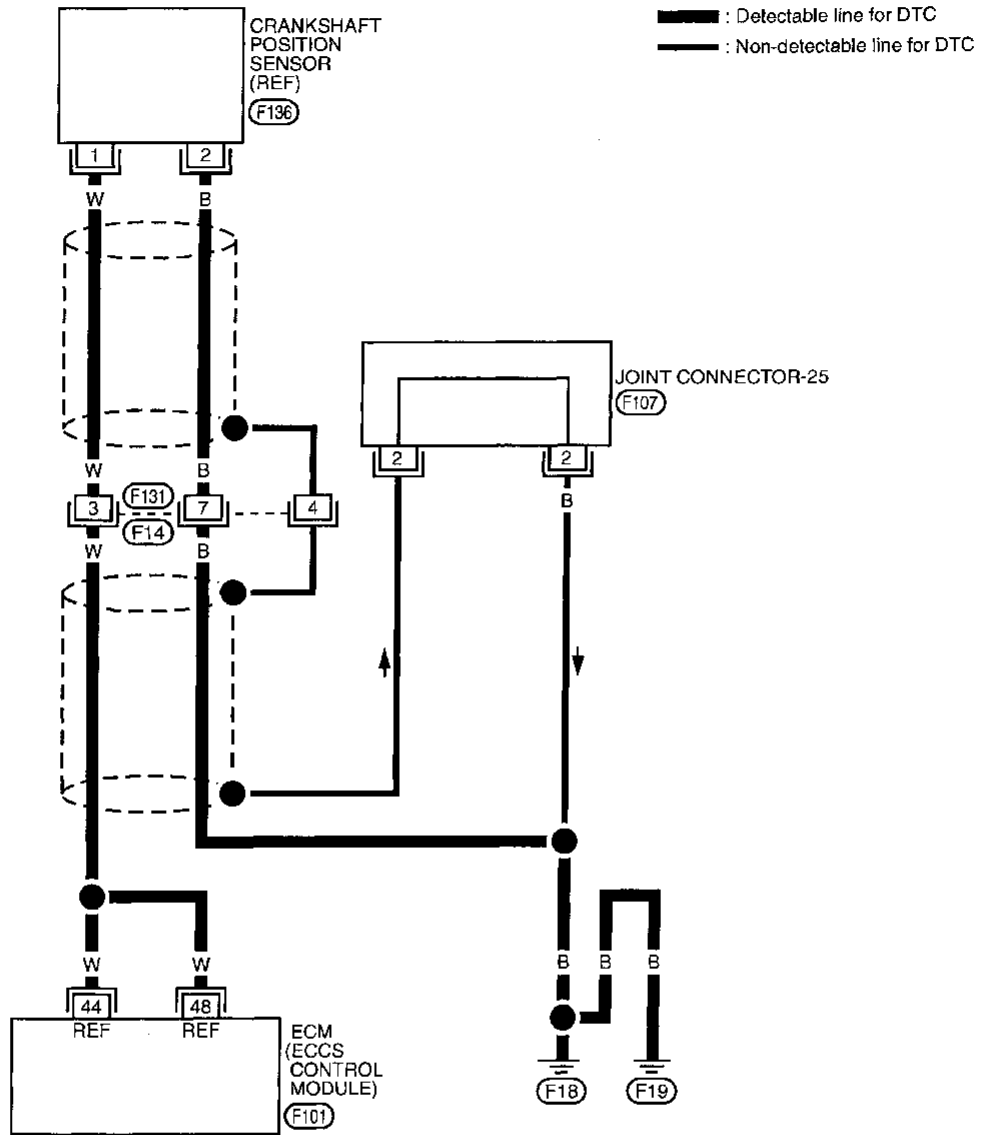 CRANKSHAFT
POSITION
SENSOR
(REF)
F136
: Detectable line for DTC
: Non-detectable line for DTC
1
2
W
B
JOINT CONNECTOR-25
F107
2
2
B
W
B
3
F131
F14
7
4
W
B
B
B
B
W
W
44
48
REF
REF
ECM
(ECCS
CONTROL
MODULE)
F101
F18
F19